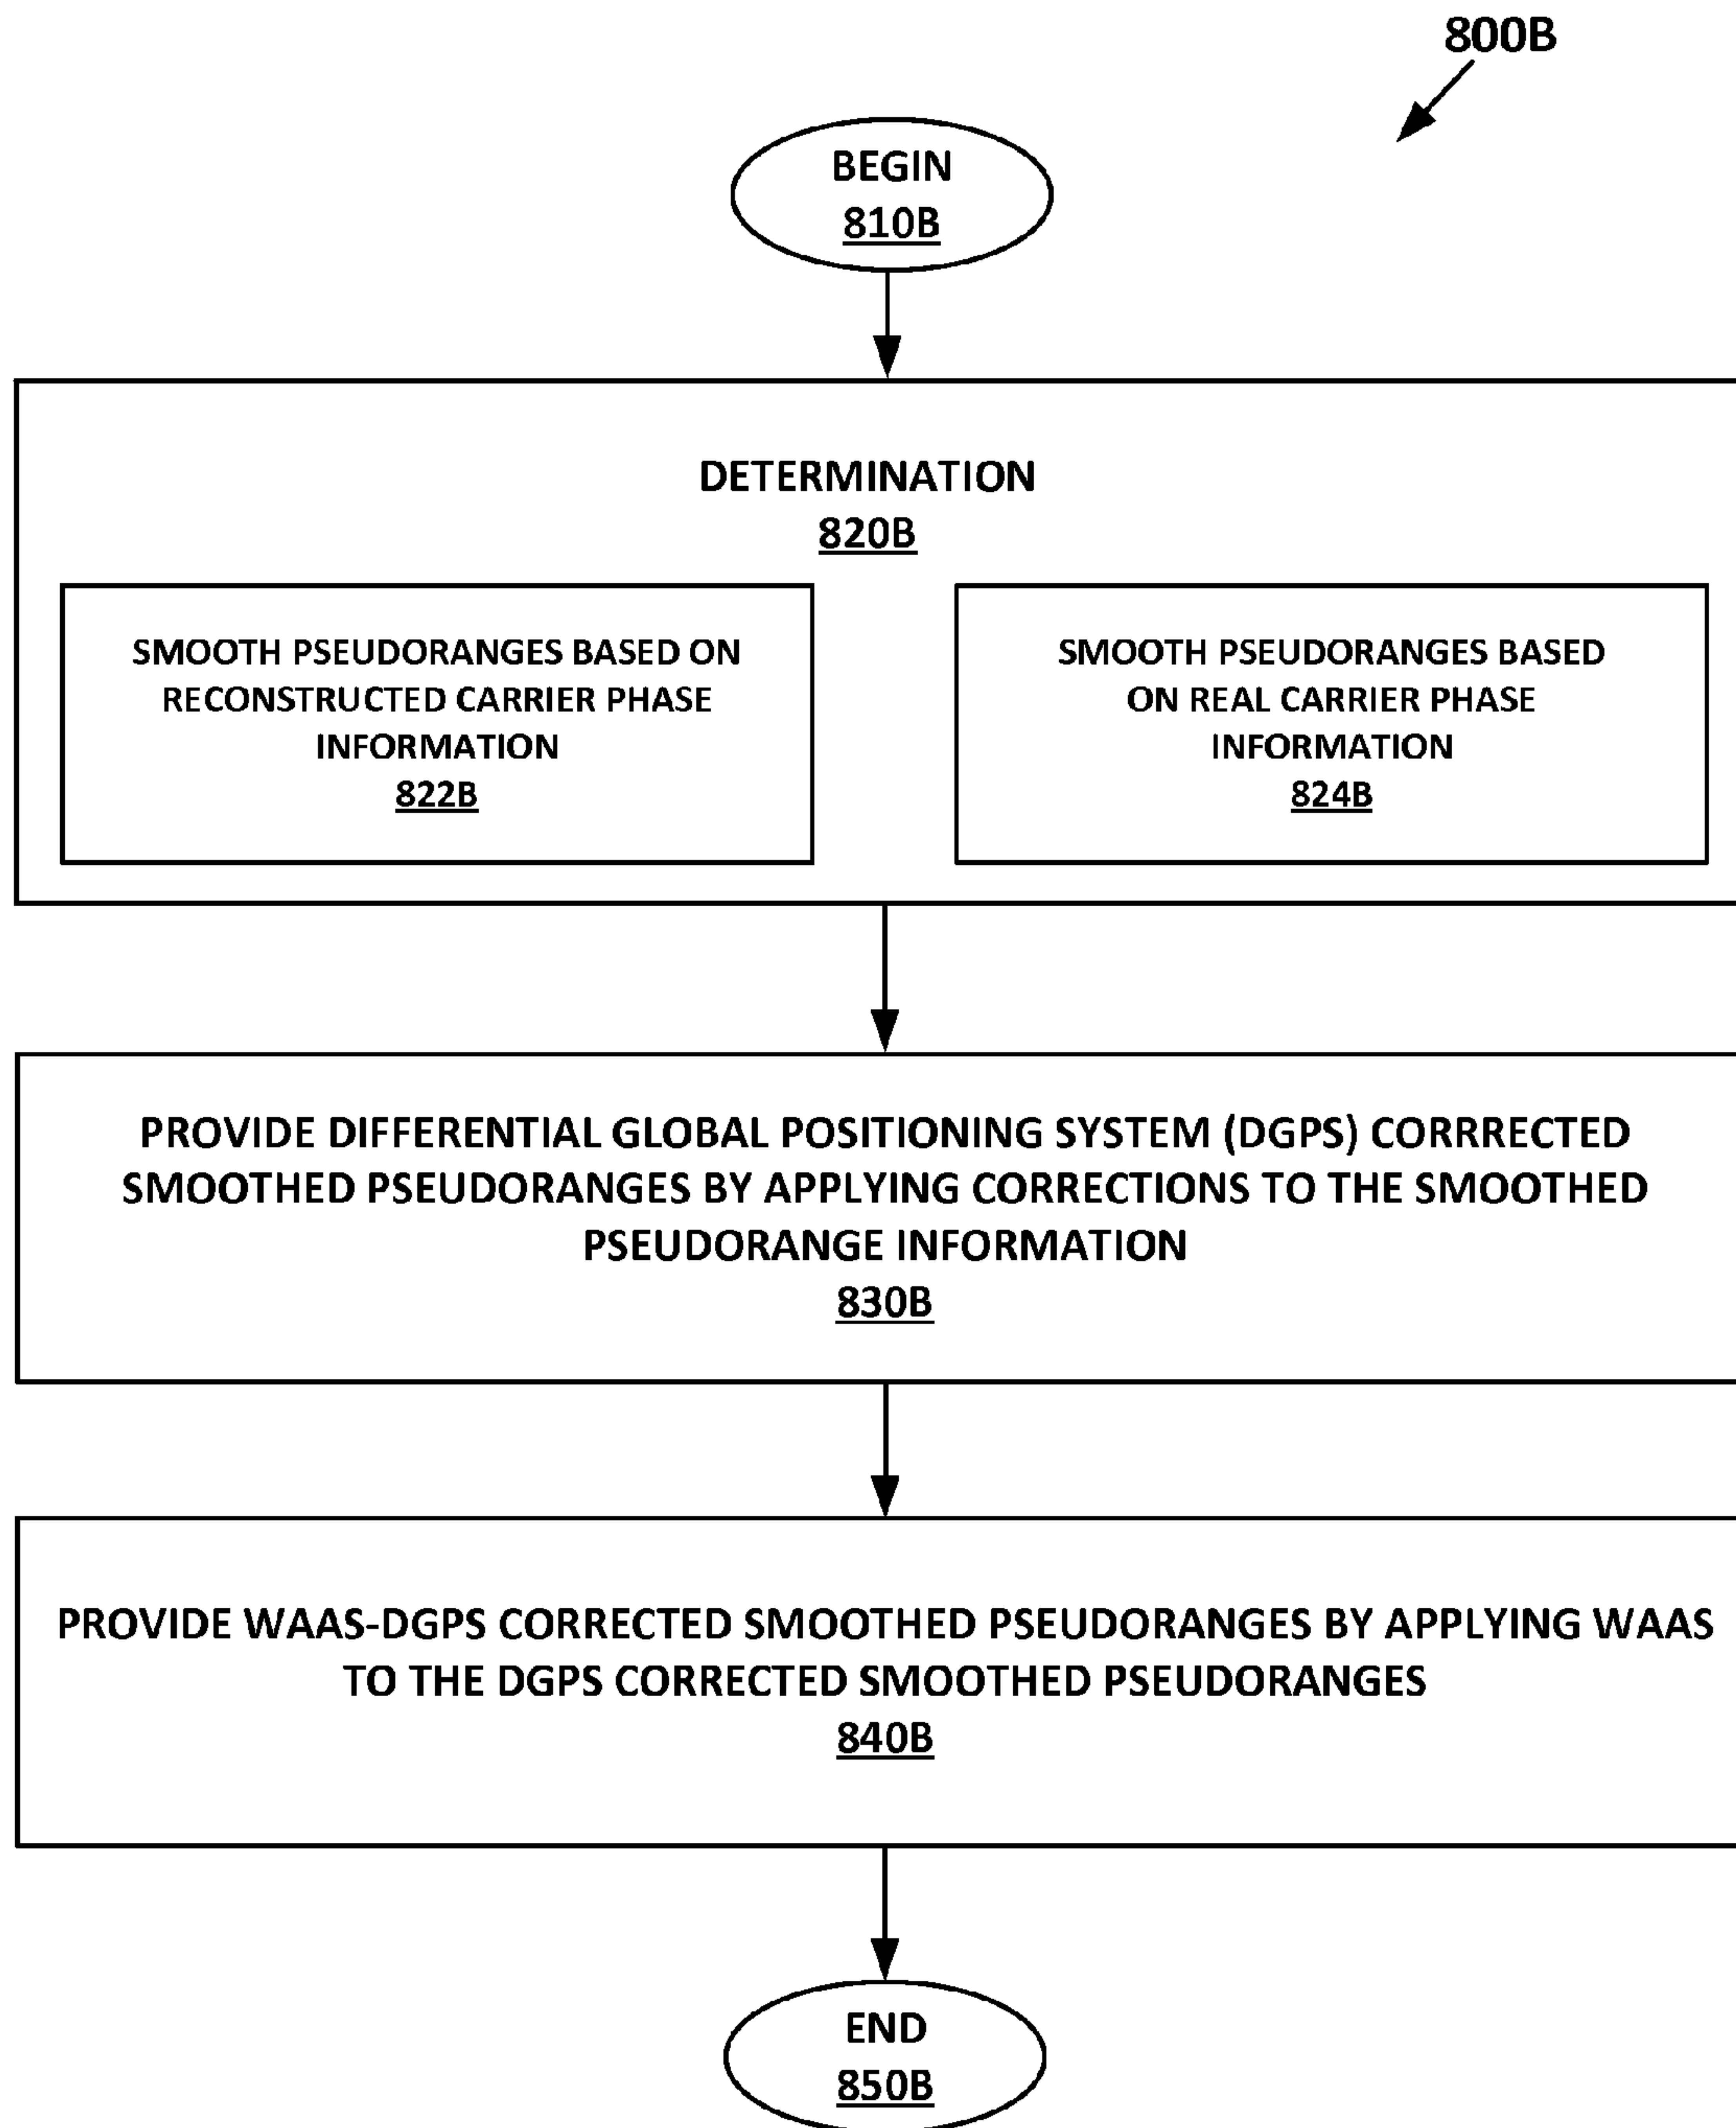 800B
BEGIN
810B
DETERMINATION
820B
SMOOTH PSEUDORANGES BASED ON
RECONSTRUCTED CARRIER PHASE
INFORMATION
822B
SMOOTH PSEUDORANGES BASED
ON REAL CARRIER PHASE
INFORMATION
824B
PROVIDE DIFFERENTIAL GLOBAL POSITIONING SYSTEM (DGPS) CORRRECTED
SMOOTHED PSEUDORANGES BY APPLYING CORRECTIONS TO THE SMOOTHED
PSEUDORANGE INFORMATION
830B
PROVIDE WAAS-DGPS CORRECTED SMOOTHED PSEUDORANGES BY APPLYING WAAS
TO THE DGPS CORRECTED SMOOTHED PSEUDORANGES
840B
END
850B